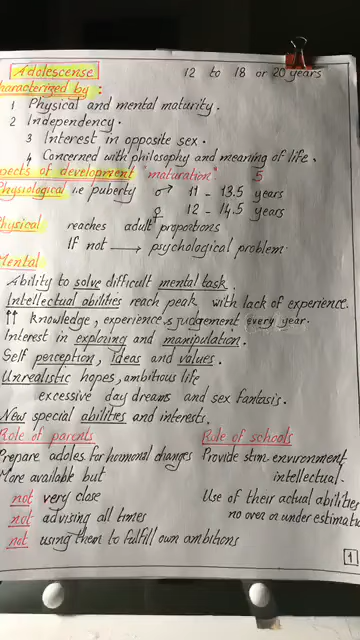 Adolescense 12 to 18 or 20 years
haracterized by :
1 Physical and mental maturity.
2 Independency.
3 Interest in opposite sex.
4 Concerned with philosophy and meaning of life.
pects of development "maturation" 5
Physiological i.e puberty ♂ 11 - 13.5 years
♀ 12 - 14.5 years
Physical reaches adult proportions
If not → psychological problem.
Mental
Ability to solve difficult mental task.
Intellectual abilities reach peak with lack of experience.
↑↑ Knowledge, experience & judgement every year.
Interest in exploring and manipulation.
Self perception, Ideas and values.
Unrealistic hopes, ambitious life
excessive day dreams and sex fantasis.
New special abilities and interests.
Role of parents
Prepare adoles for hormonal changes
More available but
not very close
not advising all times
not using them to fulfill own ambitions
Role of schools
Provide stim. environment
intellectual.
Use of their actual abilities
no over or under estimatio
1